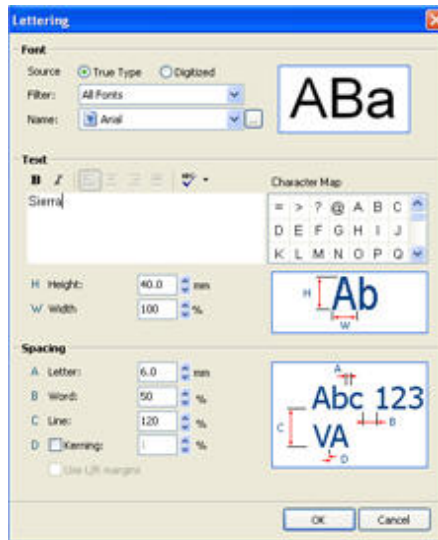 Lettering
Font
Source True Type Digitized
ABa
Filter: All Fonts
Name: Arial ...
Text
B I ABC
Character Map
Sierra
= > ? @ A B C
D E F G H I J
K L M N O P Q
H Height: 40.0 mm
H Ab
W Width 100 %
W
Spacing
A Letter: 6.0 mm
A
B Word: 50 %
Abc 123
C Line: 120 %
C B
D Kerning: %
VA
D
Use L/R margins
OK Cancel